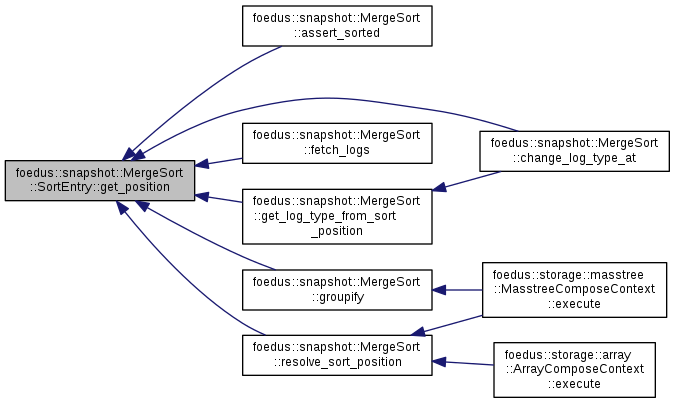 foedus::snapshot::MergeSort
::SortEntry::get_position
foedus::snapshot::MergeSort
::assert_sorted
foedus::snapshot::MergeSort
::fetch_logs
foedus::snapshot::MergeSort
::get_log_type_from_sort
_position
foedus::snapshot::MergeSort
::groupify
foedus::snapshot::MergeSort
::resolve_sort_position
foedus::snapshot::MergeSort
::change_log_type_at
foedus::storage::masstree
::MasstreeComposeContext
::execute
foedus::storage::array
::ArrayComposeContext
::execute